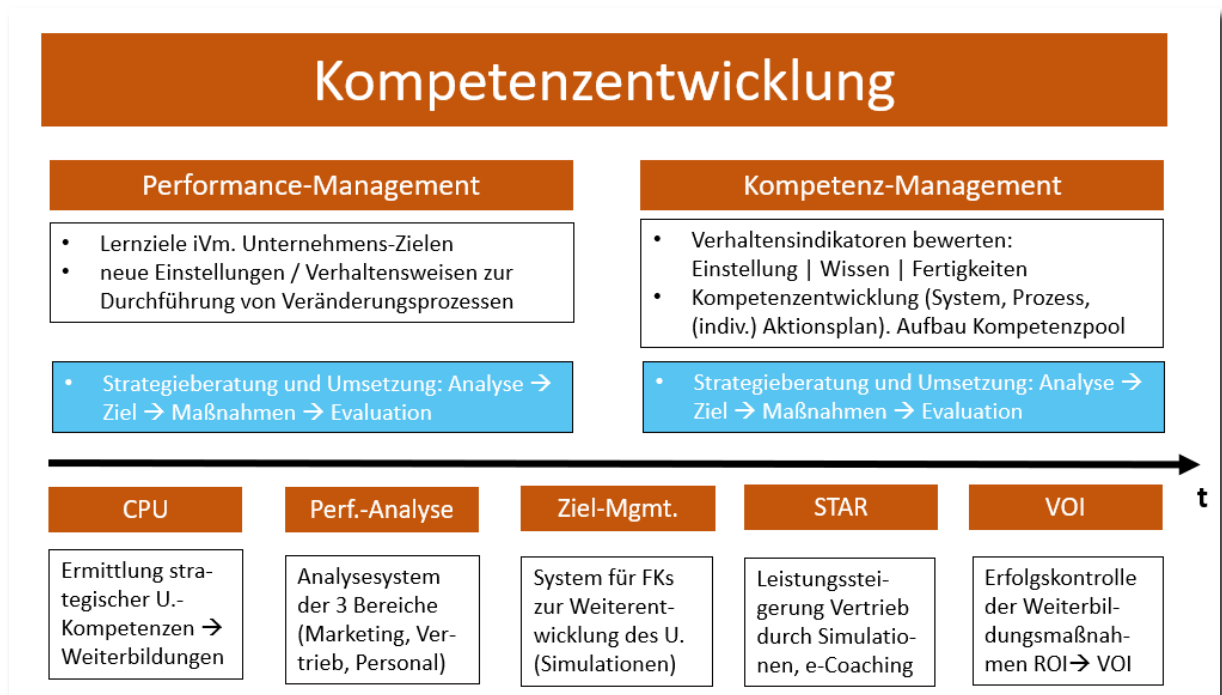 Kompetenzentwicklung
Performance-Management
• Lernziele iVm. Unternehmens-Zielen
• neue Einstellungen / Verhaltensweisen zur
Durchführung von Veränderungsprozessen
• Strategieberatung und Umsetzung: Analyse →
Ziel → Maßnahmen → Evaluation
Kompetenz-Management
• Verhaltensindikatoren bewerten:
Einstellung | Wissen | Fertigkeiten
• Kompetenzentwicklung (System, Prozess,
(indiv.) Aktionsplan). Aufbau Kompetenzpool
• Strategieberatung und Umsetzung: Analyse →
Ziel → Maßnahmen → Evaluation
t
CPU
Ermittlung stra-
tegischer U.-
Kompetenzen →
Weiterbildungen
Perf.-Analyse
Analysesystem
der 3 Bereiche
(Marketing, Ver-
trieb, Personal)
Ziel-Mgmt.
System für FKs
zur Weiterent-
wicklung des U.
(Simulationen)
STAR
Leistungsstei-
gerung Vertrieb
durch Simulatio-
nen, e-Coaching
VOI
Erfolgskontrolle
der Weiterbil-
dungsmaßnah-
men ROI→ VOI